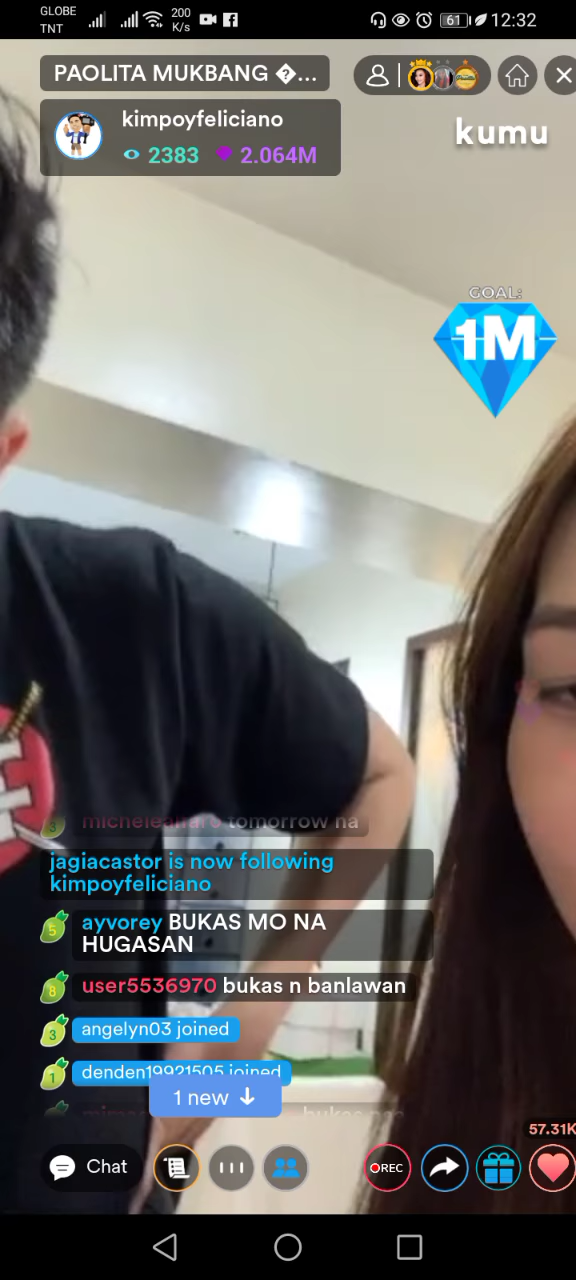 GLOBE
TNT
200
K/s
61
12:32
PAOLITA MUKBANG �...
kimpoyfeliciano
2383 2.064M
kumu
GOAL:
1M
tomorrow na
jagiacastor is now following
kimpoyfeliciano
5 ayvorey BUKAS MO NA
HUGASAN
8 user5536970 bukas n banlawan
3 angelyn03 joined
1 denden19921505 joined
1 new ↓
57.31K
Chat
REC